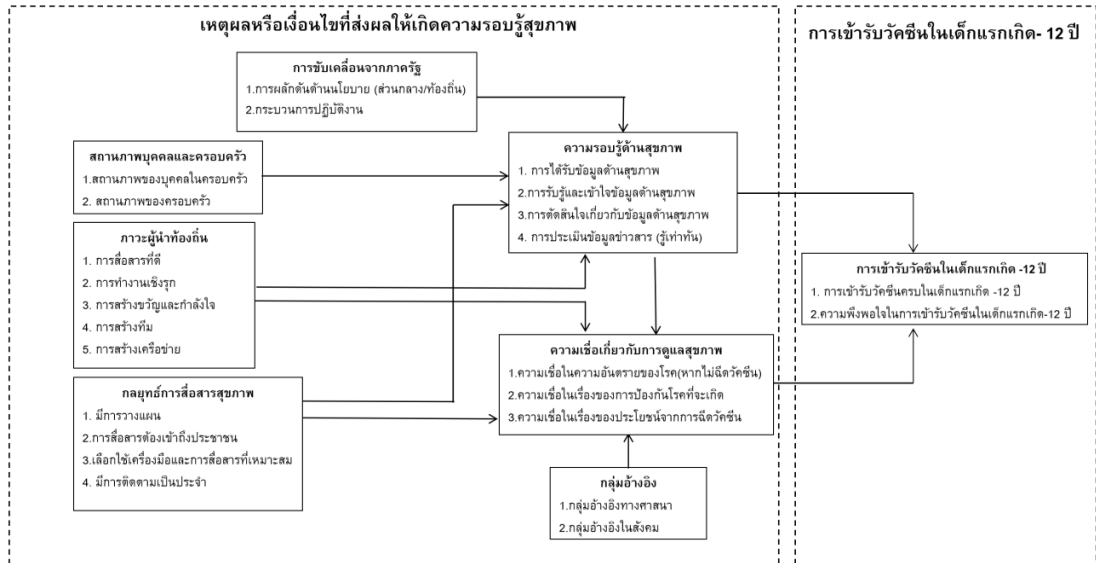 เหตุผลหรือเงื่อนไขที่ส่งผลให้เกิดความรอบรู้สุขภาพ
การเข้ารับวัคซีนในเด็กแรกเกิด- 12 ปี
การขับเคลื่อนจากภาครัฐ
1.การผลักดันด้านนโยบาย (ส่วนกลาง/ท้องถิ่น)
2.กระบวนการปฏิบัติงาน
สถานภาพบุคคลและครอบครัว
1.สถานภาพของบุคคลในครอบครัว
2. สถานภาพของครอบครัว
ภาวะผู้นำท้องถิ่น
1. การสื่อสารที่ดี
2. การทำงานเชิงรุก
3. การสร้างขวัญและกำลังใจ
4. การสร้างทีม
5. การสร้างเครือข่าย
กลยุทธ์การสื่อสารสุขภาพ
1. มีการวางแผน
2.การสื่อสารต้องเข้าถึงประชาชน
3.เลือกใช้เครื่องมือและการสื่อสารที่เหมาะสม
4. มีการติดตามเป็นประจำ
ความรอบรู้ด้านสุขภาพ
1. การได้รับข้อมูลด้านสุขภาพ
2.การรับรู้และเข้าใจข้อมูลด้านสุขภาพ
3.การตัดสินใจเกี่ยวกับข้อมูลด้านสุขภาพ
4. การประเมินข้อมูลข่าวสาร (รู้เท่าทัน)
ความเชื่อเกี่ยวกับการดูแลสุขภาพ
1.ความเชื่อในความอันตรายของโรค(หากไม่ฉีดวัคซีน)
2.ความเชื่อในเรื่องของการป้องกันโรคที่จะเกิด
3.ความเชื่อในเรื่องของประโยชน์จากการฉีดวัคซีน
กลุ่มอ้างอิง
1.กลุ่มอ้างอิงทางศาสนา
2.กลุ่มอ้างอิงในสังคม
การเข้ารับวัคซีนในเด็กแรกเกิด -12 ปี
1. การเข้ารับวัคซีนครบในเด็กแรกเกิด -12 ปี
2.ความพึงพอใจในการเข้ารับวัคซีนในเด็กแรกเกิด-12 ปี